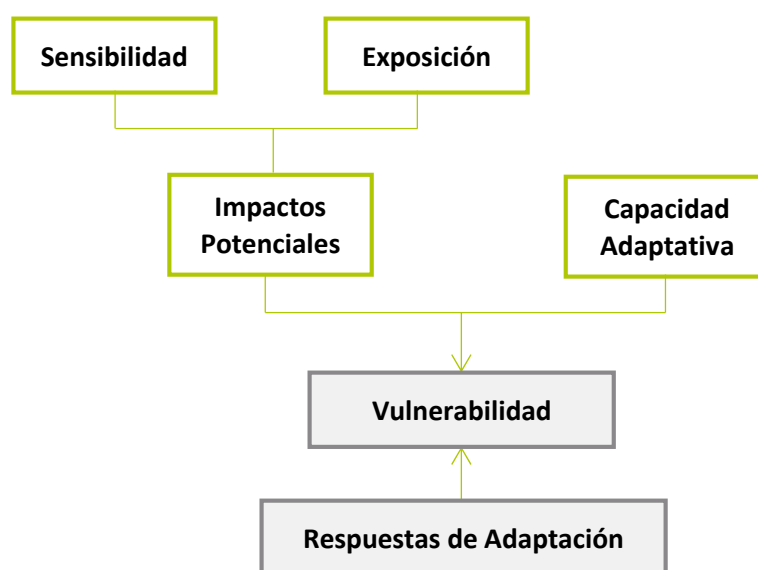 Sensibilidad
Exposición
Impactos
Potenciales
Capacidad
Adaptativa
Vulnerabilidad
Respuestas de Adaptación